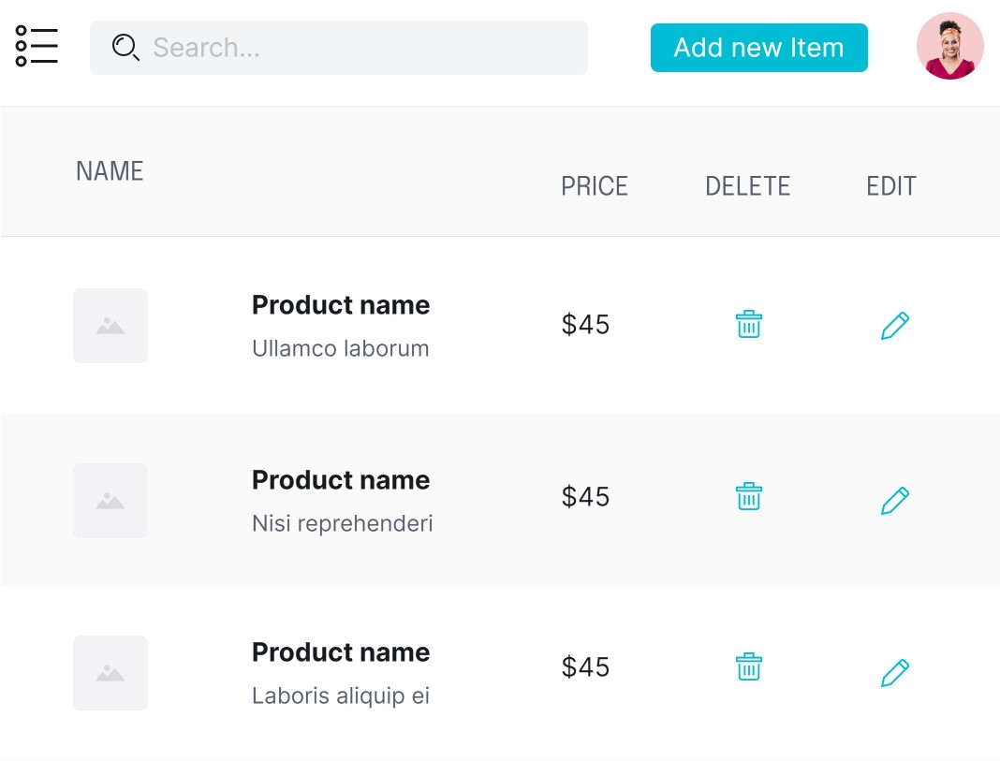 Search...
Add new Item
NAME
PRICE
DELETE
EDIT
Product name
Ullamco laborum
$45
Product name
Nisi reprehenderi
$45
Product name
Laboris aliquip ei
$45